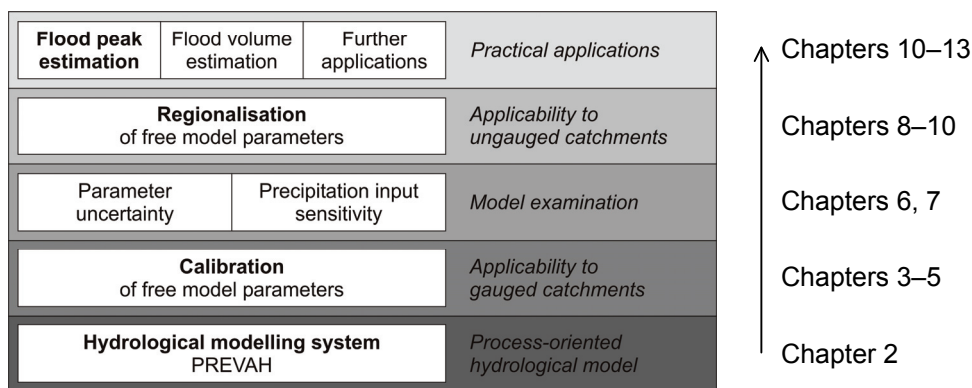 Flood peak
estimation
Flood volume
estimation
Further
applications
Practical applications
Chapters 10–13
Regionalisation
of free model parameters
Applicability to
ungauged catchments
Chapters 8–10
Parameter
uncertainty
Precipitation input
sensitivity
Model examination
Chapters 6, 7
Calibration
of free model parameters
Applicability to
gauged catchments
Chapters 3–5
Hydrological modelling system
PREVAH
Process-oriented
hydrological model
Chapter 2